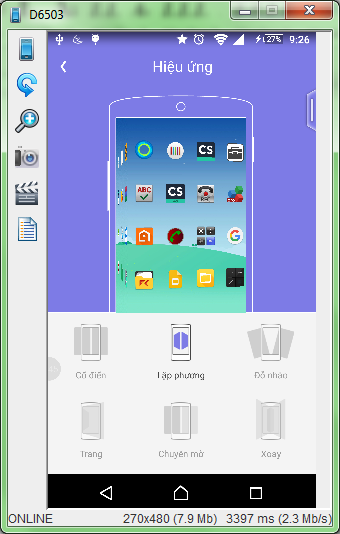 D6503
27% 9:26
Hiệu ứng
CS
ABC CS
G
Cổ điển Lập phương Đổ nhào
Trang Chuyển mờ Xoay
ONLINE 270x480 (7.9 Mb) 3397 ms (2.3 Mb/s)